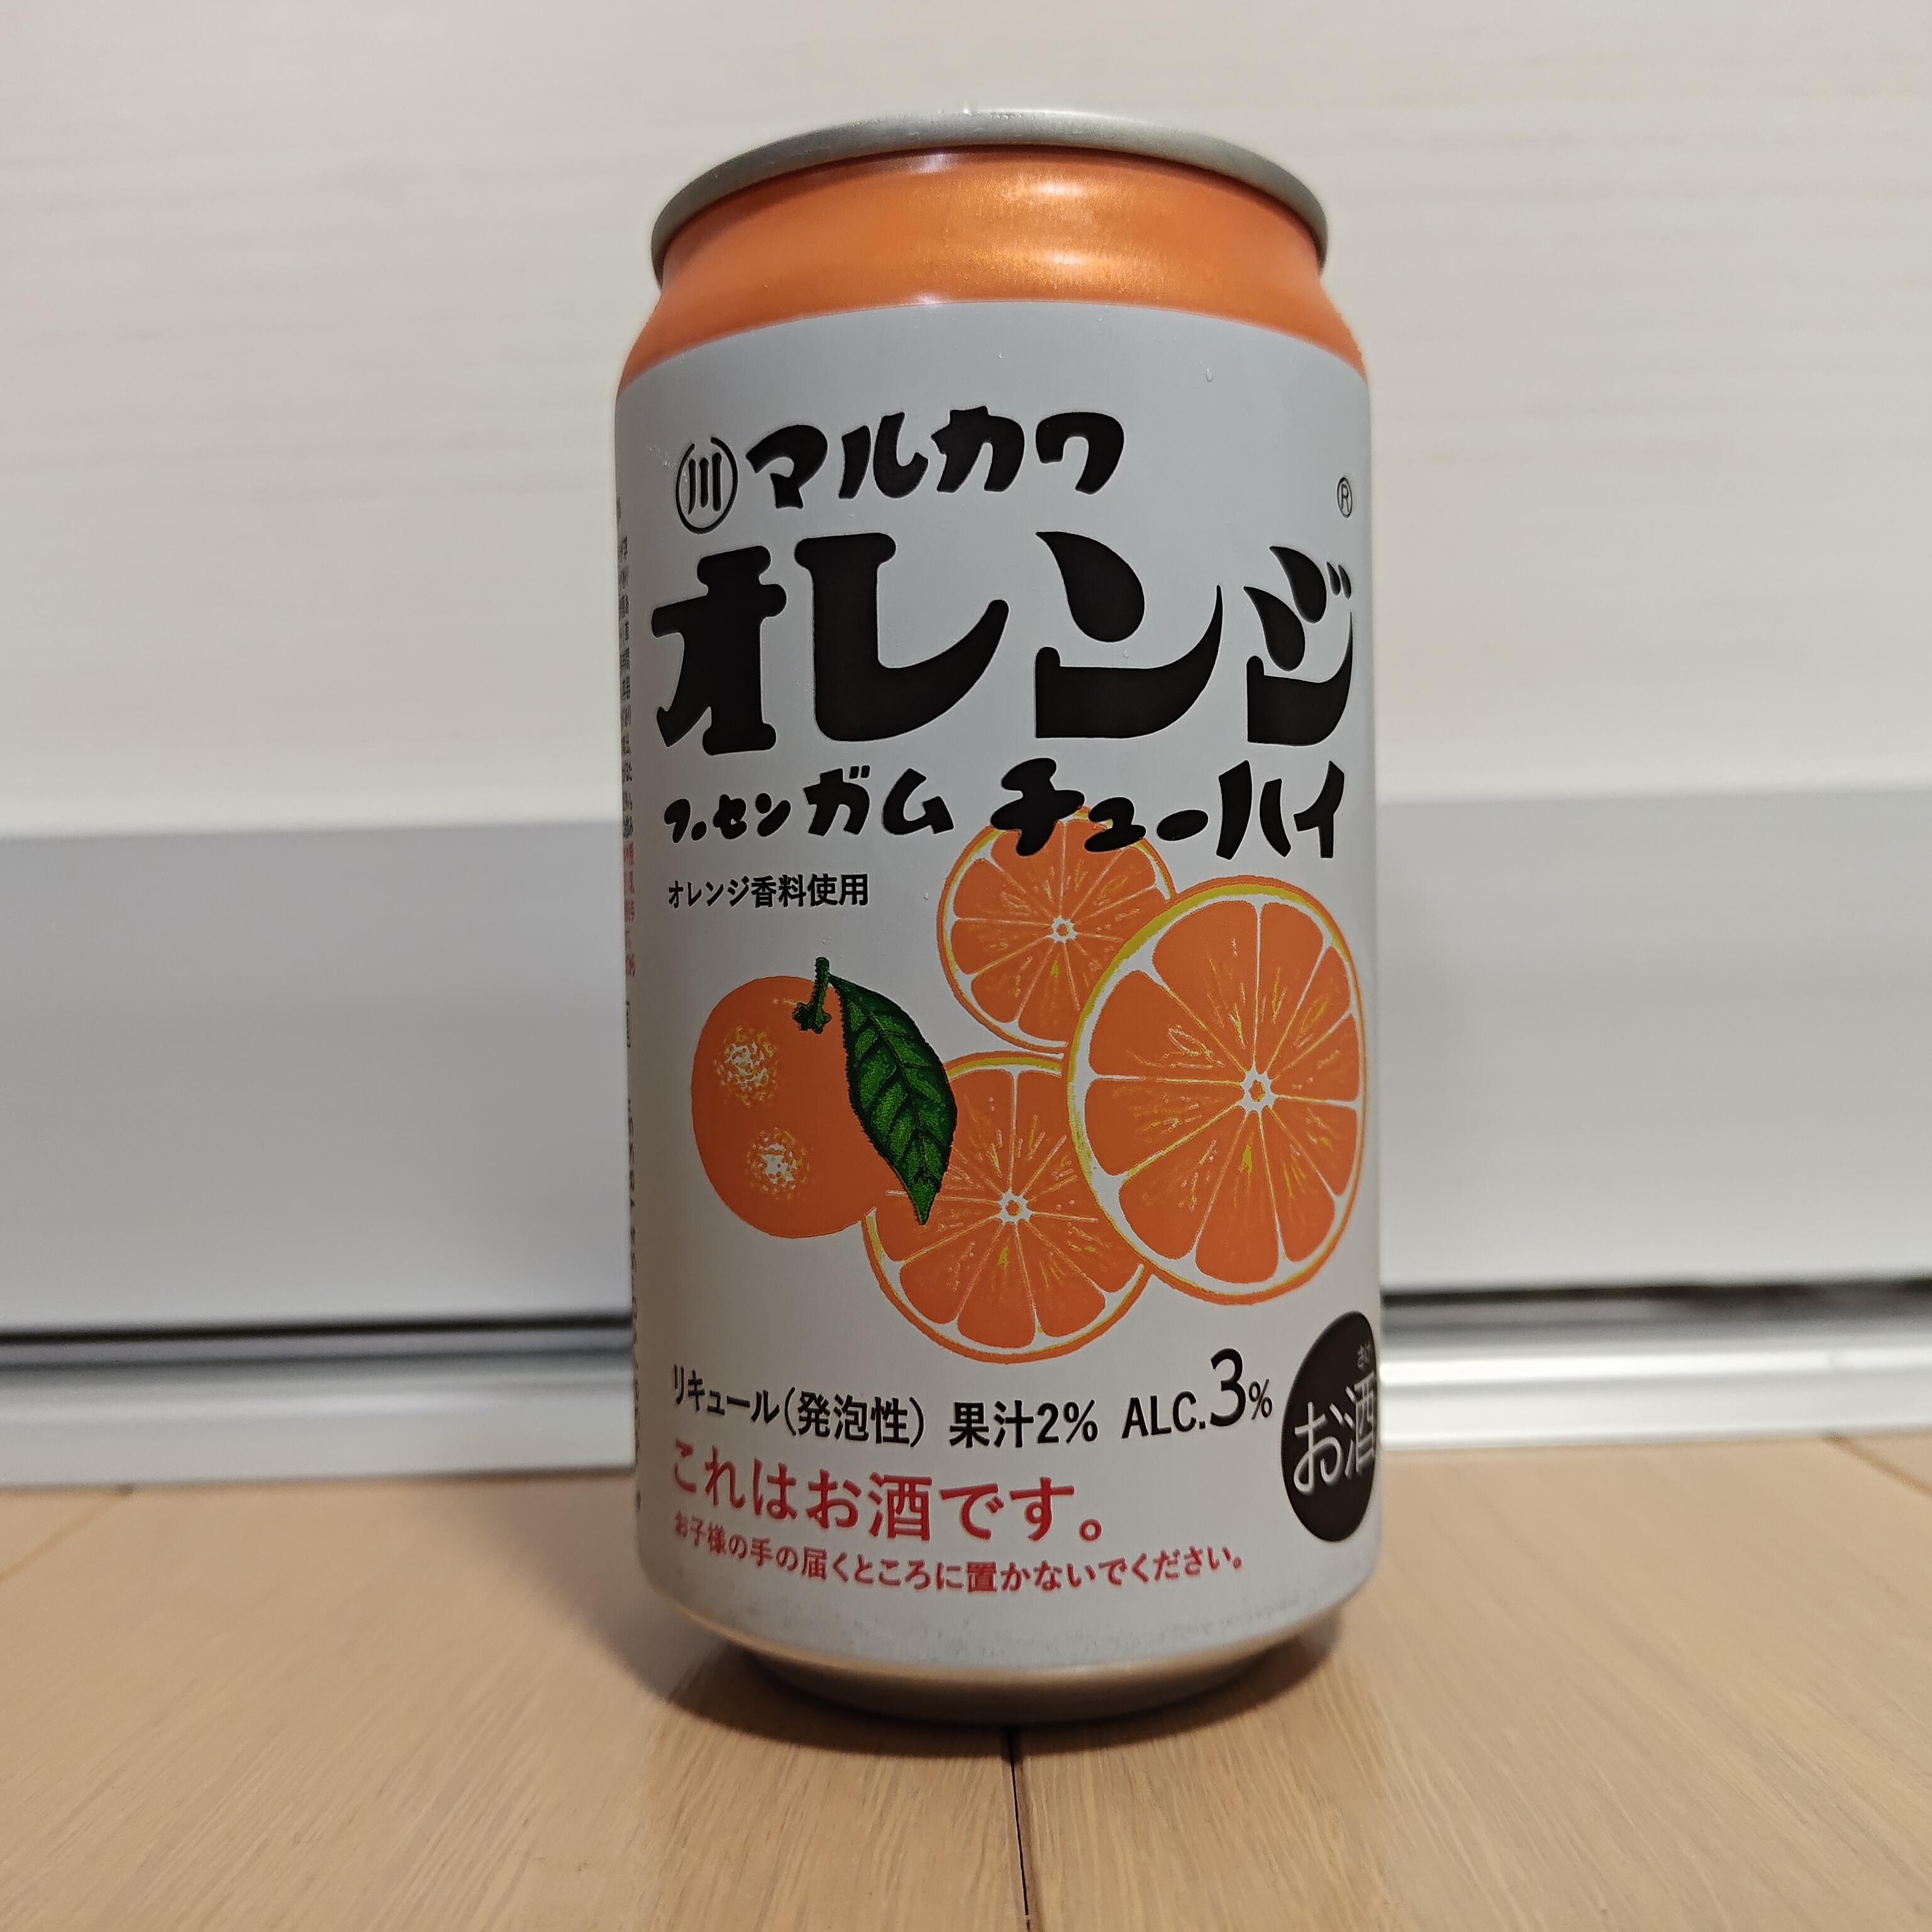 川 マルカワ
®
オレンジ
フーセンガム チューハイ
オレンジ香料使用
リキュール(発泡性) 果汁2% ALC.3%
さけ
お酒
これはお酒です。
お子様の手の届くところに置かないでください。